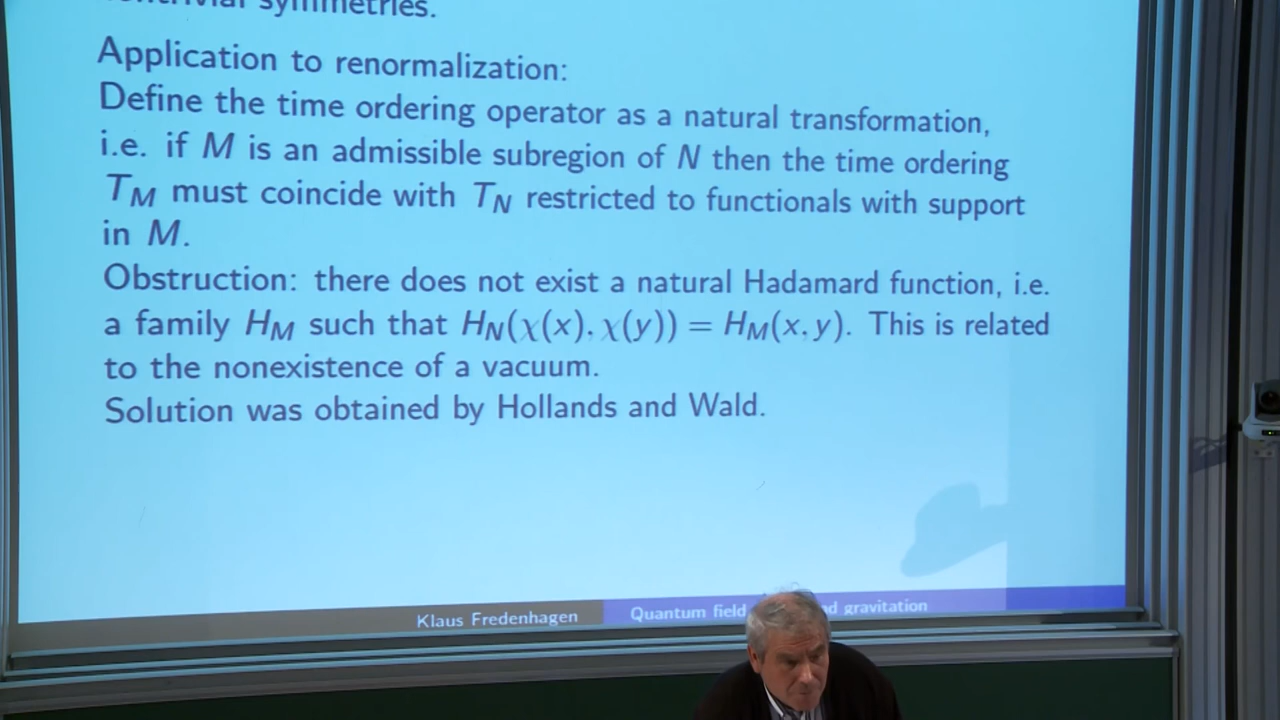 symmetries.
Application to renormalization:
Define the time ordering operator as a natural transformation,
i.e. if M is an admissible subregion of N then the time ordering
T_M must coincide with T_N restricted to functionals with support
in M.
Obstruction: there does not exist a natural Hadamard function, i.e.
a family H_M such that H_N(χ(x), χ(y)) = H_M(x, y). This is related
to the nonexistence of a vacuum.
Solution was obtained by Hollands and Wald.
Klaus Fredenhagen
Quantum field gravitation